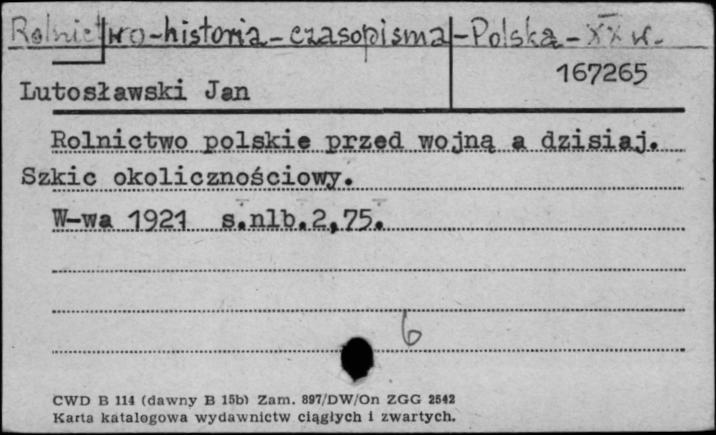 Rolnictwo-historia-czasopisma-Polska-XX w.
167265
Lutosławski Jan
Rolnictwo polskie przed wojną a dzisiaj.
Szkic okolicznościowy.
W-wa 1921 s.nlb.2,75.
6
CWD B 114 (dawny B 15b) Zam. 897/DW/On ZGG 2542
Karta katalogowa wydawnictw ciągłych i zwartych.